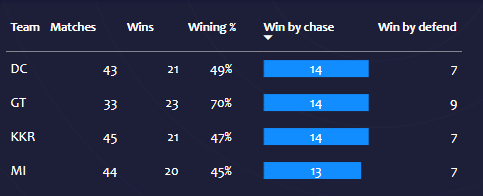 Team Matches Wins Wining % Win by chase Win by defend
DC 43 21 49% 14 7
GT 33 23 70% 14 9
KKR 45 21 47% 14 7
MI 44 20 45% 13 7